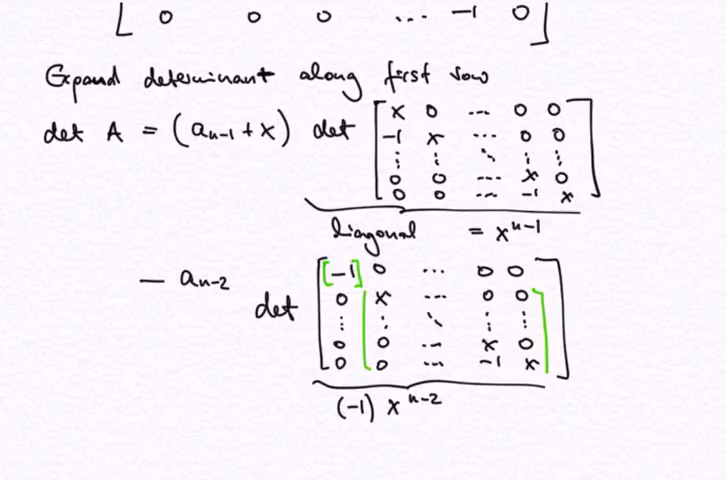 [ 0 0 0 ... -1 0 ]
Expand determinant along first row
det A = (a_{n-1} + x) det [ x 0 ... 0 0
-1 x ... 0 0
⋮ ⋮ ⋱ ⋮ ⋮
0 0 ... x 0
0 0 ... -1 x ]
diagonal = x^{n-1}
- a_{n-2} det [ [-1] 0 ... 0 0
0 x ... 0 0
⋮ ⋮ ⋱ ⋮ ⋮
0 0 ... x 0
0 0 ... -1 x ]
(-1) x^{n-2}